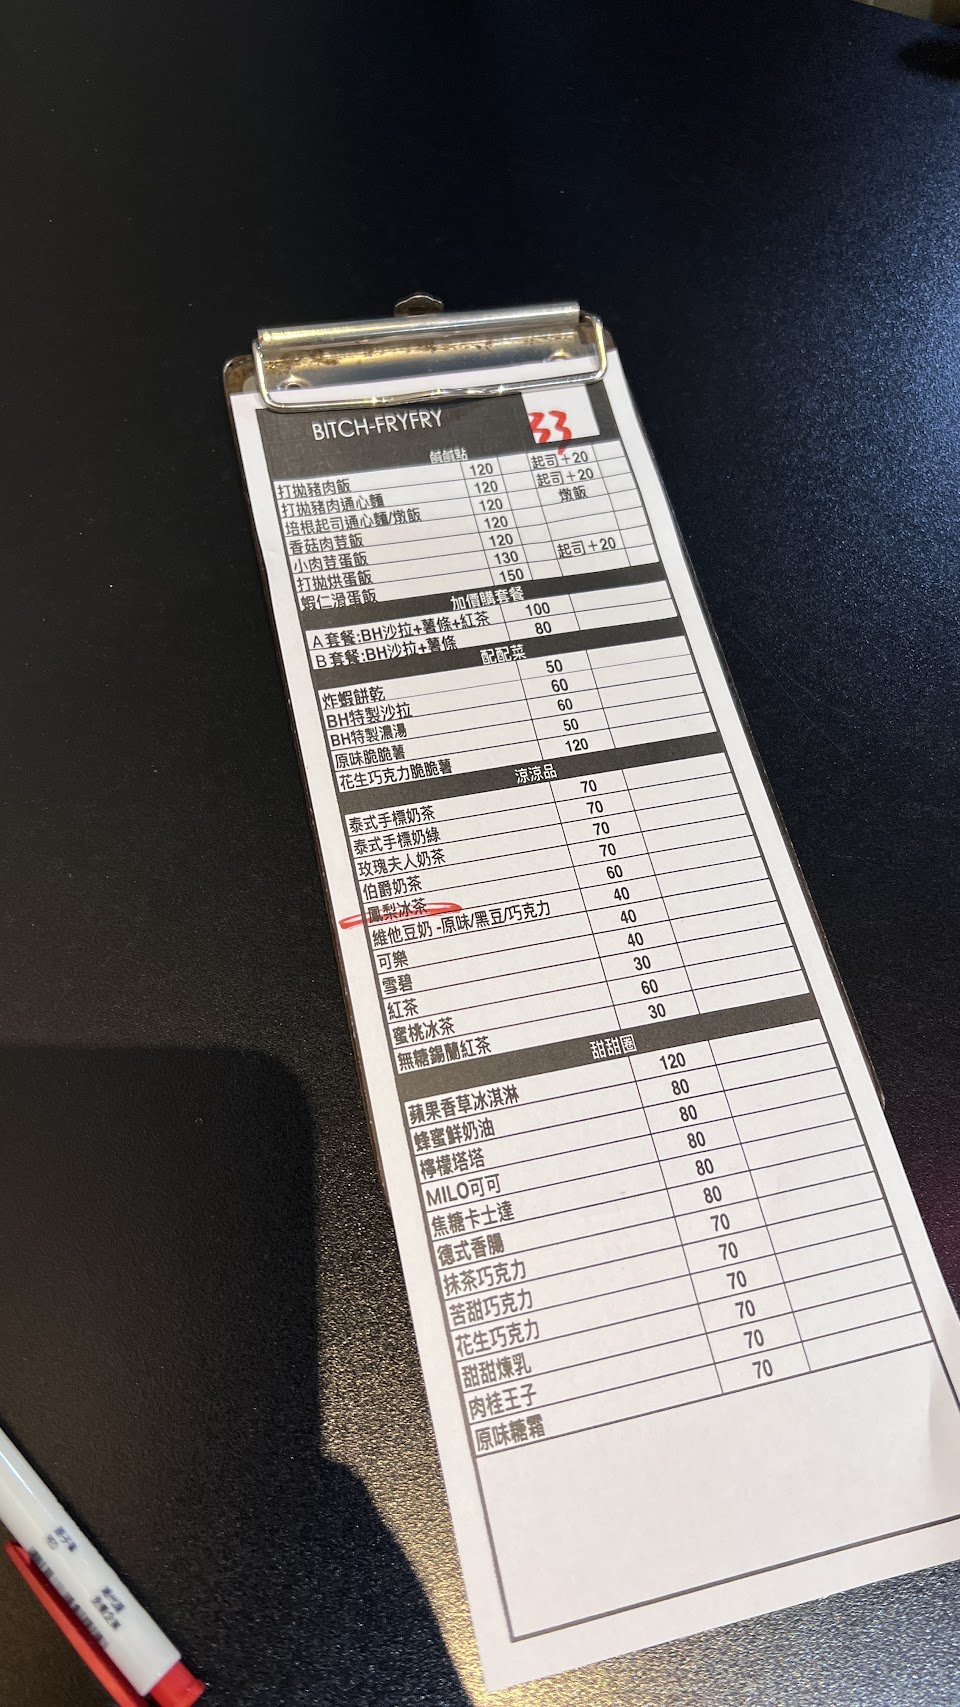 BITCH-FRYFRY 33
鹹鹹點
打拋豬肉飯 120 起司+20
打拋豬肉通心麵 120 起司+20
培根起司通心麵/燉飯 120 燉飯
香菇肉荳飯 120
小肉荳蛋飯 120
打拋烘蛋飯 130 起司+20
蝦仁滑蛋飯 150
加價購套餐
A套餐:BH沙拉+薯條+紅茶 100
B套餐:BH沙拉+薯條 80
配配菜
炸蝦餅乾 50
BH特製沙拉 60
BH特製濃湯 60
原味脆脆薯 50
花生巧克力脆脆薯 120
涼涼品
泰式手標奶茶 70
泰式手標奶綠 70
玫瑰夫人奶茶 70
伯爵奶茶 70
鳳梨冰茶 60
維他豆奶 -原味/黑豆/巧克力 40
可樂 40
雪碧 40
紅茶 30
蜜桃冰茶 60
無糖錫蘭紅茶 30
甜甜圈
蘋果香草冰淇淋 120
蜂蜜鮮奶油 80
檸檬塔塔 80
MILO可可 80
焦糖卡士達 80
德式香腸 80
抹茶巧克力 70
苦甜巧克力 70
花生巧克力 70
甜甜煉乳 70
肉桂王子 70
原味糖霜 70